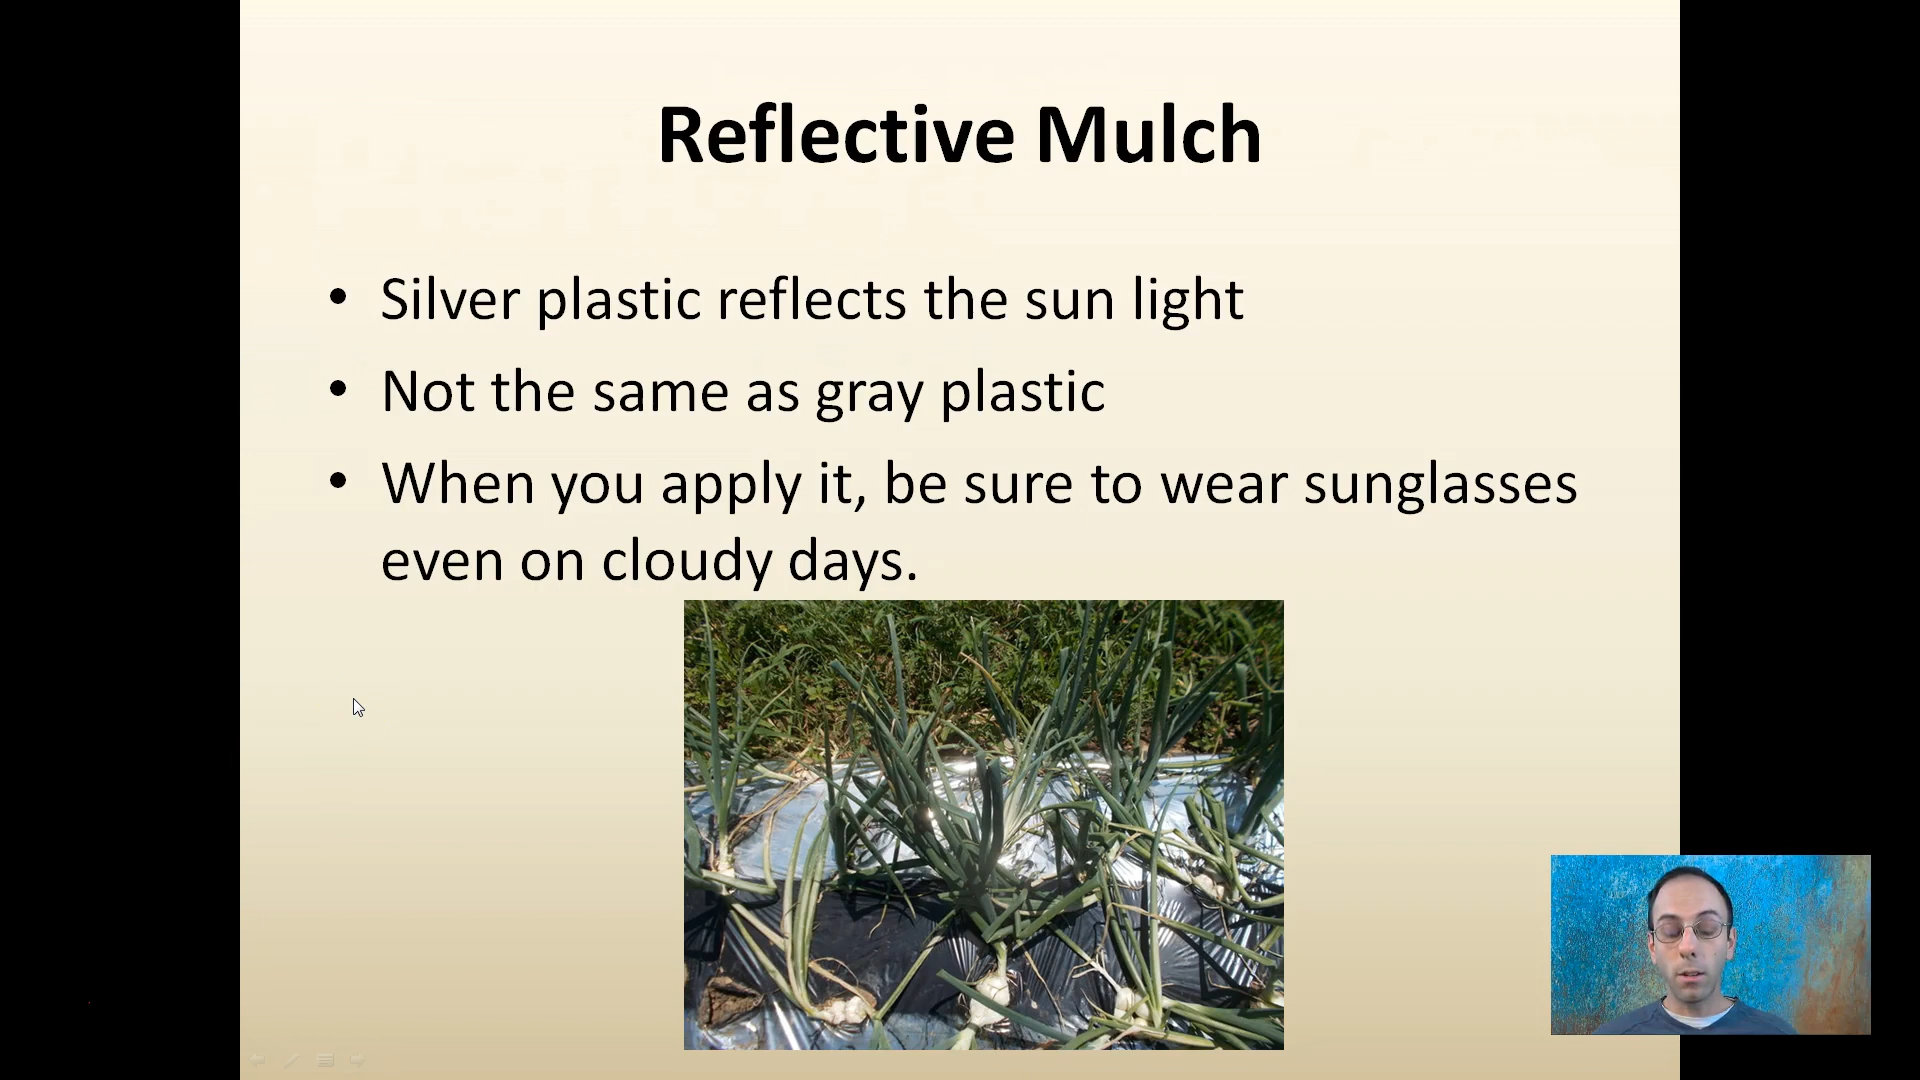 Reflective Mulch
• Silver plastic reflects the sun light
• Not the same as gray plastic
• When you apply it, be sure to wear sunglasses
even on cloudy days.